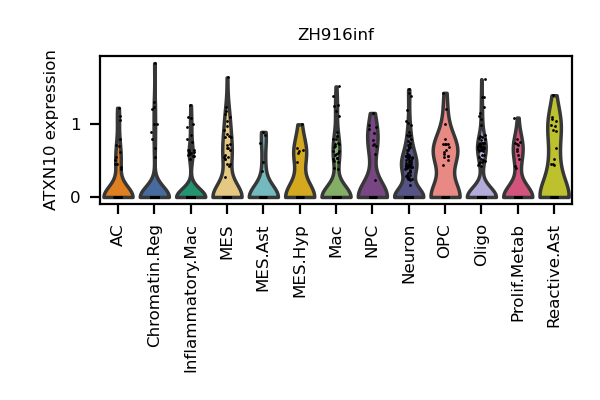 ZH916inf
ATXN10 expression
1
0
AC
Chromatin.Reg
Inflammatory.Mac
MES
MES.Ast
MES.Hyp
Mac
NPC
Neuron
OPC
Oligo
Prolif.Metab
Reactive.Ast